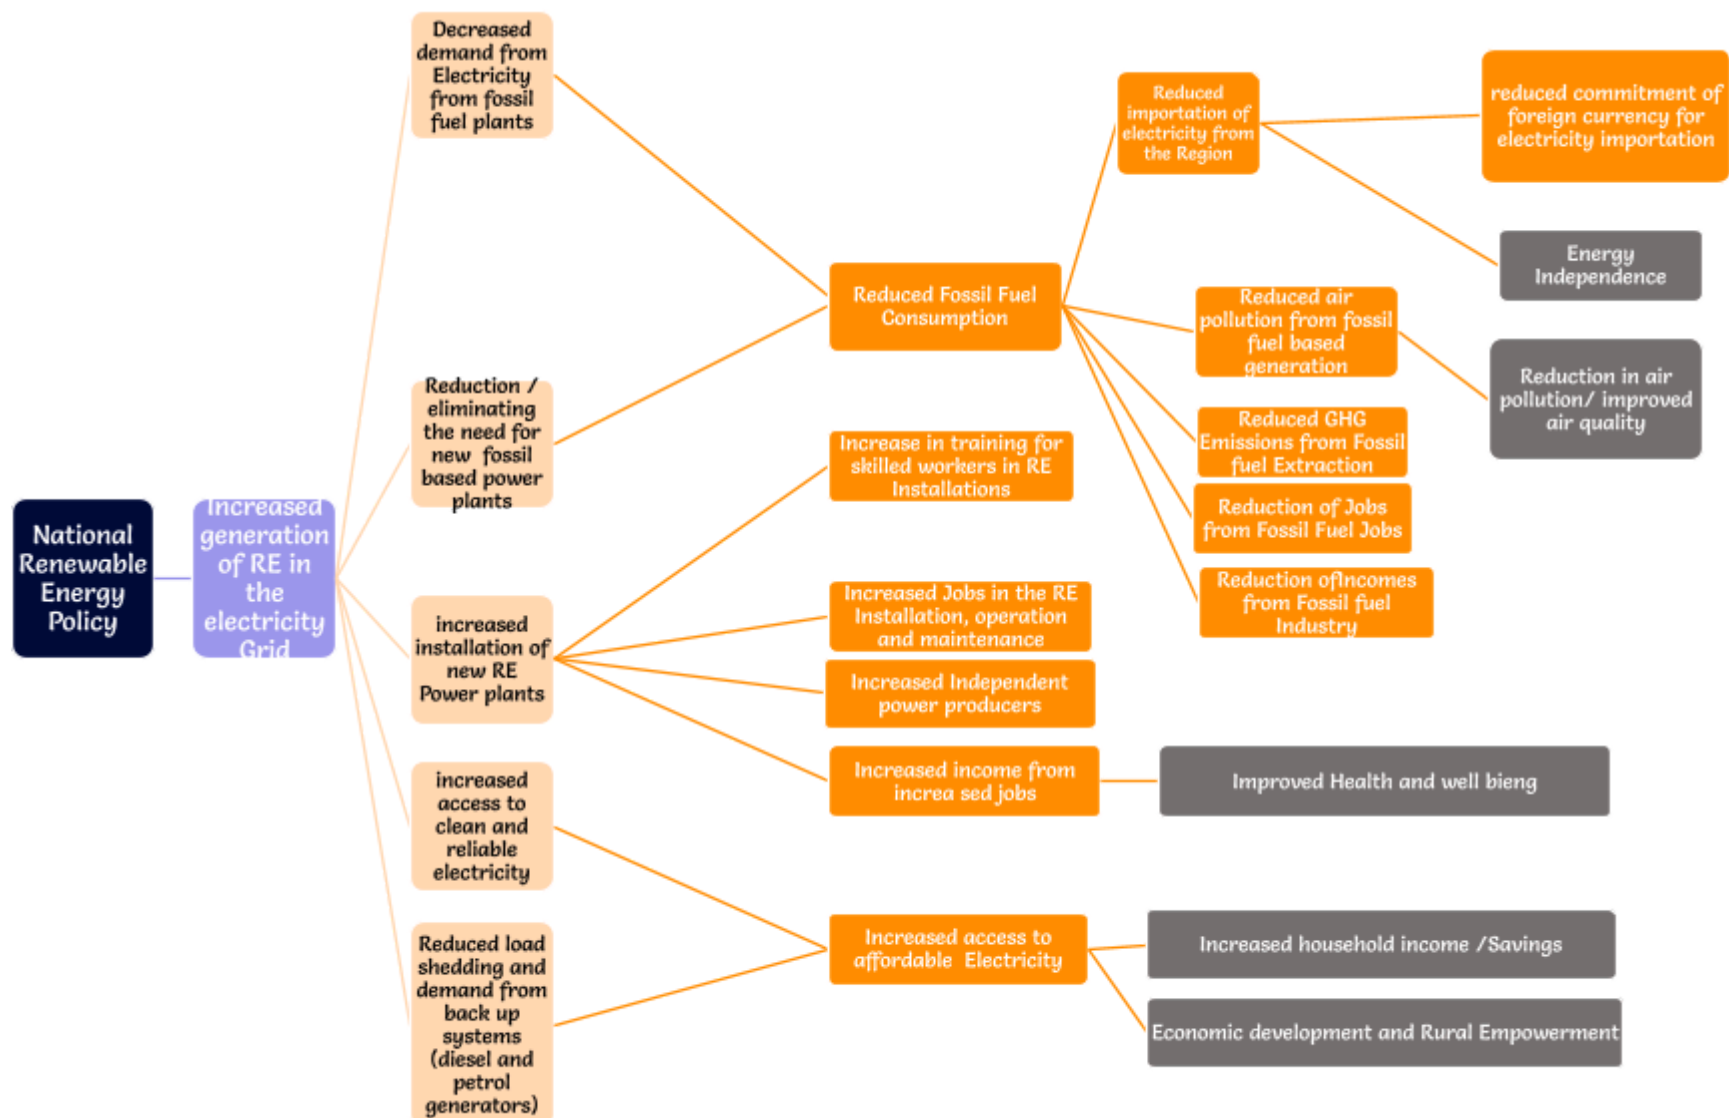 National
Renewable
Energy
Policy
Increased
generation
of RE in
the
electricity
Grid
Decreased
demand from
Electricity
from fossil
fuel plants
Reduction /
eliminating
the need for
new fossil
based power
plants
increased
installation of
new RE
Power plants
increased
access to
clean and
reliable
electricity
Reduced load
shedding and
demand from
back up
systems
(diesel and
petrol
generators)
Reduced Fossil Fuel
Consumption
Increase in training for
skilled workers in RE
Installations
Increased Jobs in the RE
Installation, operation
and maintenance
Increased Independent
power producers
Increased income from
increa sed jobs
Increased access to
affordable Electricity
Reduced
importation of
electricity from
the Region
Reduced air
pollution from fossil
fuel based
generation
Reduced GHG
Emissions from Fossil
fuel Extraction
Reduction of Jobs
from Fossil Fuel Jobs
Reduction ofIncomes
from Fossil fuel
Industry
reduced commitment of
foreign currency for
electricity importation
Energy
Independence
Reduction in air
pollution/ improved
air quality
Improved Health and well bieng
Increased household income /Savings
Economic development and Rural Empowerment